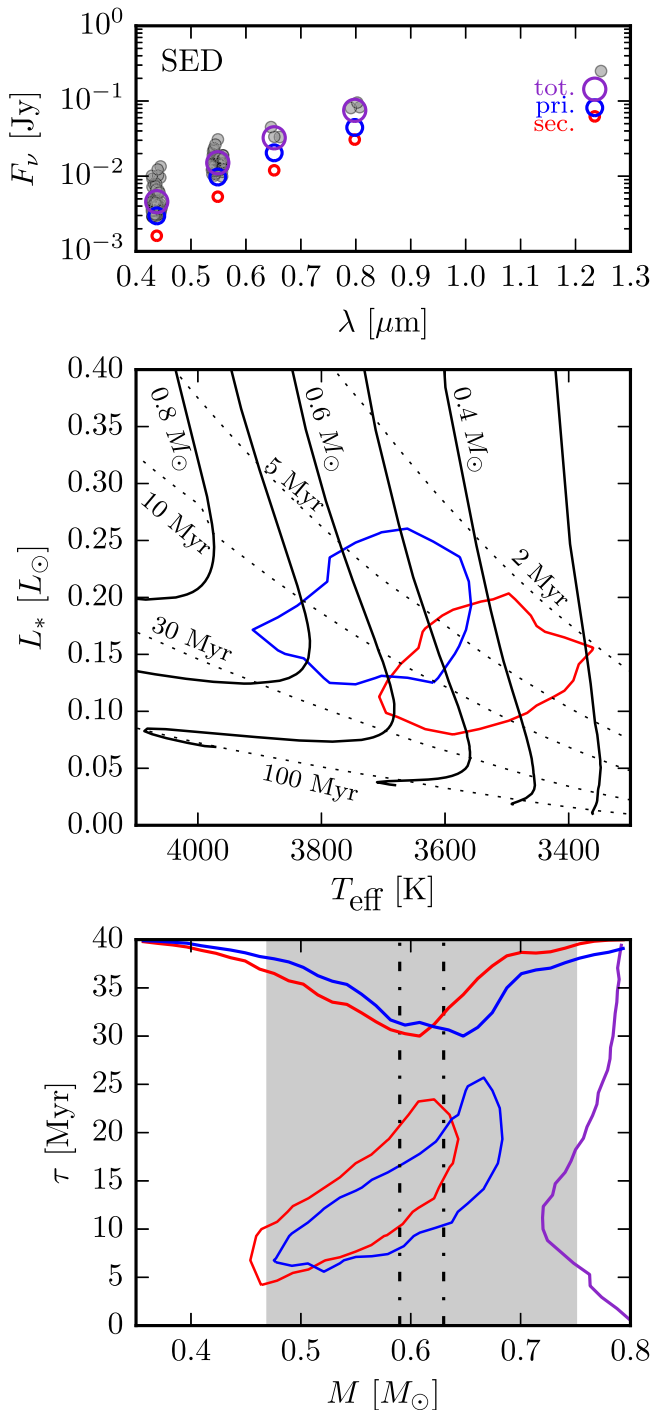 SED
tot.
pri.
sec.
F_ν [Jy]
10⁰
10⁻¹
10⁻²
10⁻³
0.4 0.5 0.6 0.7 0.8 0.9 1.0 1.1 1.2 1.3
λ [μm]
L_* [L_⊙]
0.40
0.35
0.30
0.25
0.20
0.15
0.10
0.05
0.00
0.8 M_⊙
0.6 M_⊙
0.4 M_⊙
5 Myr
10 Myr
2 Myr
30 Myr
100 Myr
4000 3800 3600 3400
T_eff [K]
τ [Myr]
40
35
30
25
20
15
10
5
0
0.4 0.5 0.6 0.7 0.8
M [M_⊙]